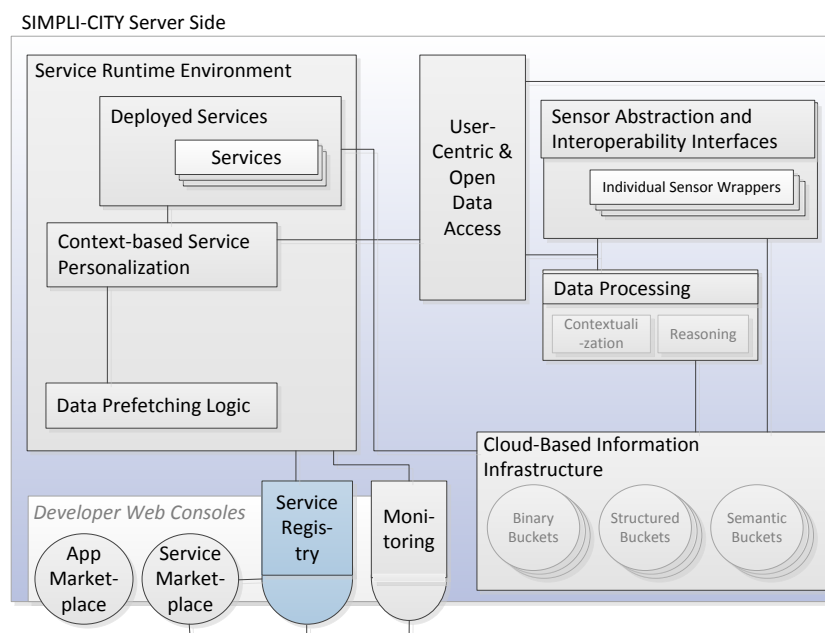 SIMPLI-CITY Server Side
Service Runtime Environment
Deployed Services
Services
Context-based Service
Personalization
Data Prefetching Logic
User-
Centric &
Open
Data
Access
Sensor Abstraction and
Interoperability Interfaces
Individual Sensor Wrappers
Data Processing
Contextuali
-zation
Reasoning
Cloud-Based Information
Infrastructure
Binary
Buckets
Structured
Buckets
Semantic
Buckets
Developer Web Consoles
App
Market-
place
Service
Market-
place
Service
Regis-
try
Moni-
toring